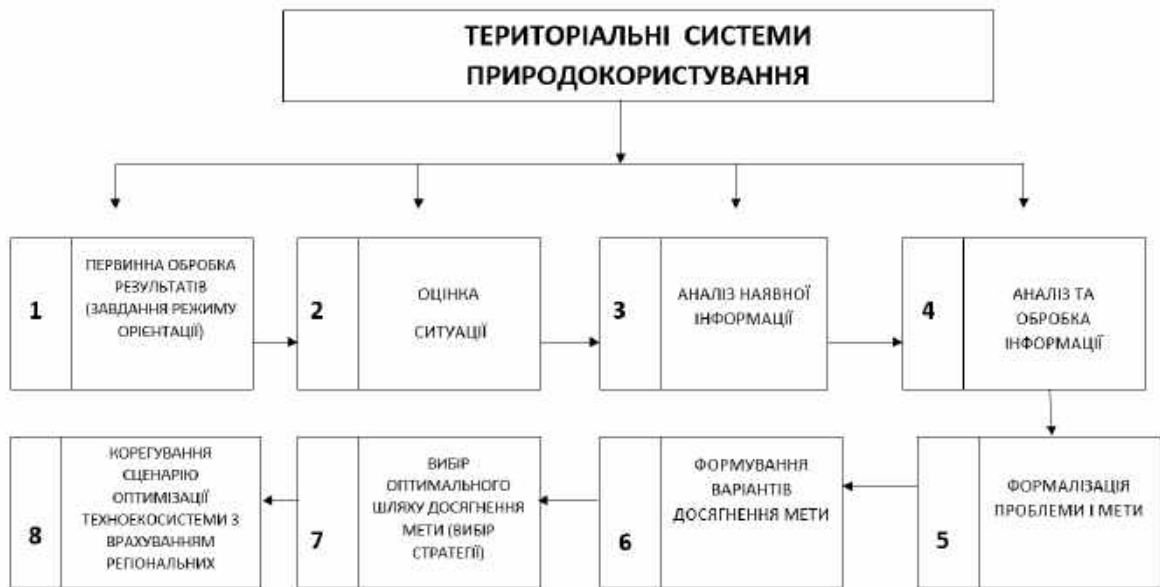 ТЕРИТОРІАЛЬНІ СИСТЕМИ
ПРИРОДОКОРИСТУВАННЯ
1
ПЕРВИННА ОБРОБКА
РЕЗУЛЬТАТІВ
(ЗАВДАННЯ РЕЖИМУ
ОРІЄНТАЦІЇ)
2
ОЦІНКА
СИТУАЦІЇ
3
АНАЛІЗ НАЯВНОЇ
ІНФОРМАЦІЇ
4
АНАЛІЗ ТА
ОБРОБКА
ІНФОРМАЦІЇ
5
ФОРМАЛІЗАЦІЯ
ПРОБЛЕМИ І МЕТИ
6
ФОРМУВАННЯ
ВАРІАНТІВ
ДОСЯГНЕННЯ МЕТИ
7
ВИБІР
ОПТИМАЛЬНОГО
ШЛЯХУ ДОСЯГНЕННЯ
МЕТИ (ВИБІР
СТРАТЕГІЇ)
8
КОРЕГУВАННЯ
СЦЕНАРІЮ
ОПТИМІЗАЦІЇ
ТЕХНОЕКОСИСТЕМИ З
ВРАХУВАННЯМ
РЕГІОНАЛЬНИХ